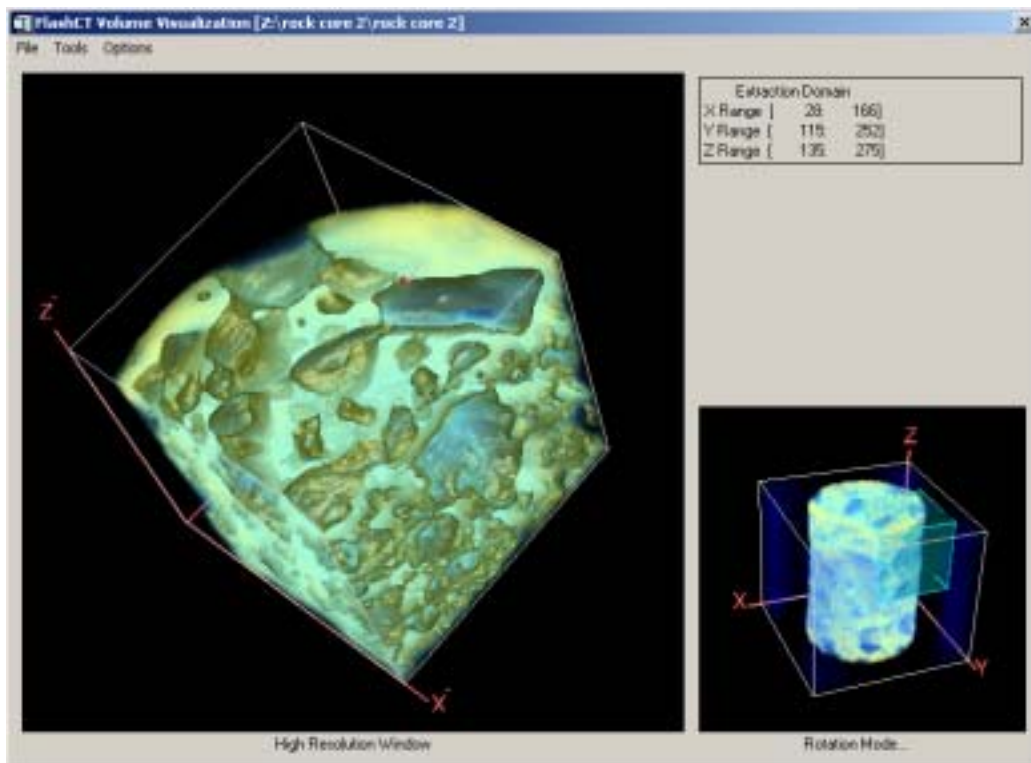 FlashCT Volume Visualization [Z:\rock core 2\rock core 2]
File Tools Options
Extraction Domain
X Range [ 28: 166]
Y Range [ 119: 252]
Z Range [ 135: 275]
Z-
X-
Z
X
Y
High Resolution Window
Rotation Mode...